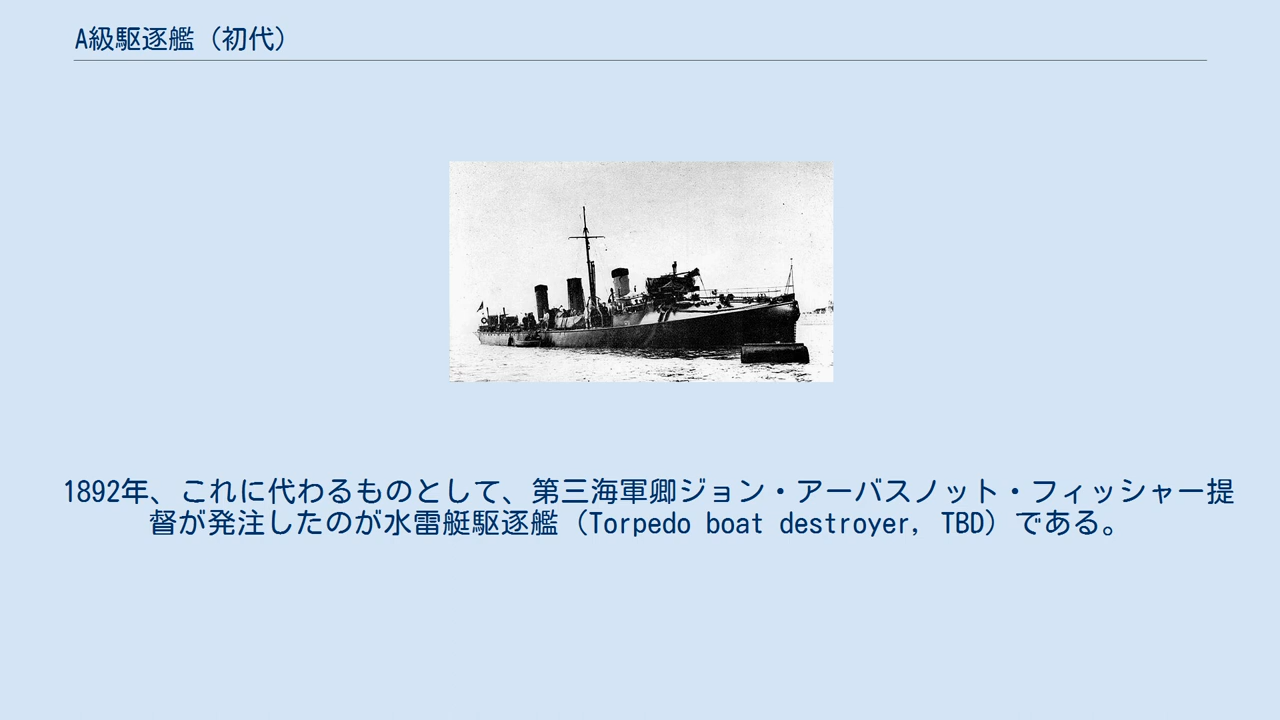 A級駆逐艦（初代）
1892年、これに代わるものとして、第三海軍卿ジョン・アーバスノット・フィッシャー提
督が発注したのが水雷艇駆逐艦（Torpedo boat destroyer, TBD）である。